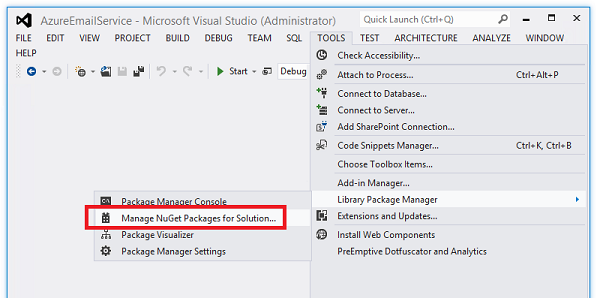 AzureEmailService - Microsoft Visual Studio (Administrator) Quick Launch (Ctrl+Q)
FILE EDIT VIEW PROJECT BUILD DEBUG TEAM SQL TOOLS TEST ARCHITECTURE ANALYZE WINDOW
HELP
Start Debug
Check Accessibility...
Attach to Process... Ctrl+Alt+P
Connect to Database...
Connect to Server...
Add SharePoint Connection...
Code Snippets Manager... Ctrl+K, Ctrl+B
Choose Toolbox Items...
Add-in Manager...
Library Package Manager
Extensions and Updates...
Install Web Components
PreEmptive Dotfuscator and Analytics
Package Manager Console
Manage NuGet Packages for Solution...
Package Visualizer
Package Manager Settings